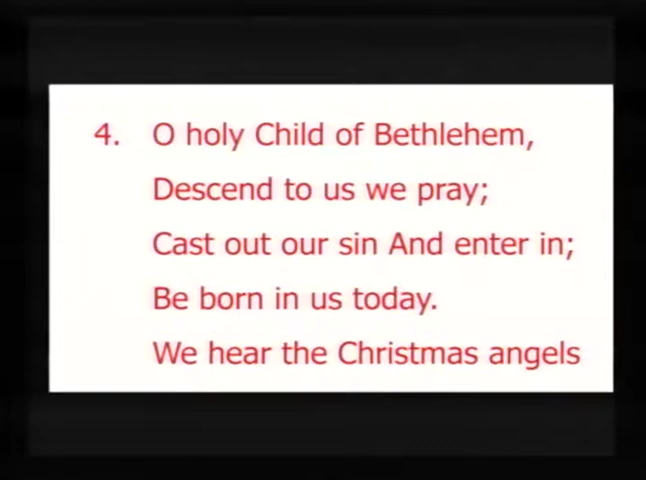 4. O holy Child of Bethlehem,
Descend to us we pray;
Cast out our sin And enter in;
Be born in us today.
We hear the Christmas angels